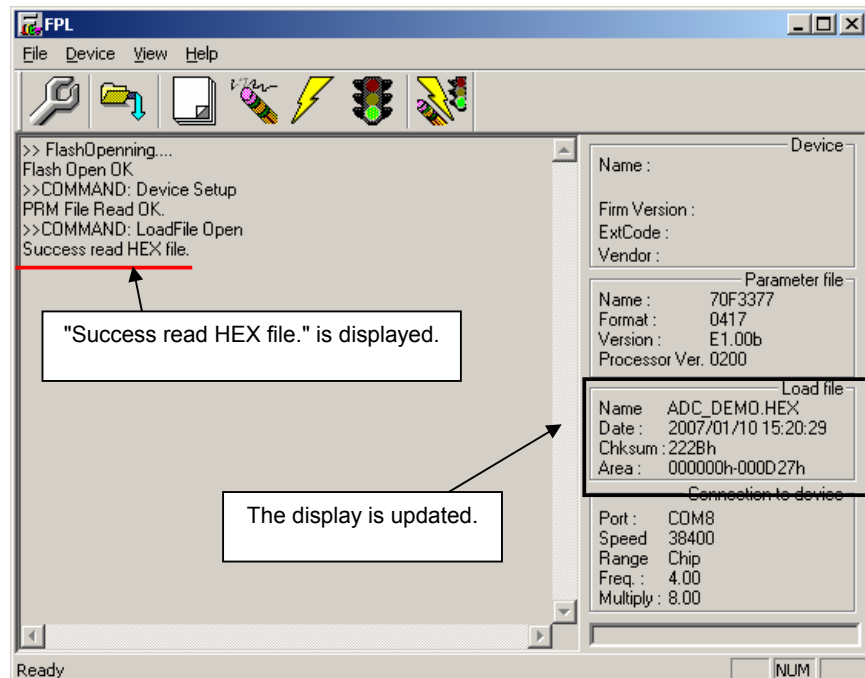 FPL
File Device View Help
>> FlashOpenning....
Flash Open OK
>>COMMAND: Device Setup
PRM File Read OK.
>>COMMAND: LoadFile Open
Success read HEX file.
"Success read HEX file." is displayed.
The display is updated.
Device
Name :
Firm Version :
ExtCode :
Vendor :
Parameter file
Name : 70F3377
Format : 0417
Version : E1.00b
Processor Ver. 0200
Load file
Name ADC_DEMO.HEX
Date : 2007/01/10 15:20:29
Chksum : 222Bh
Area : 000000h-000D27h
Connection to device
Port : COM8
Speed 38400
Range Chip
Freq. : 4.00
Multiply : 8.00
Ready
NUM